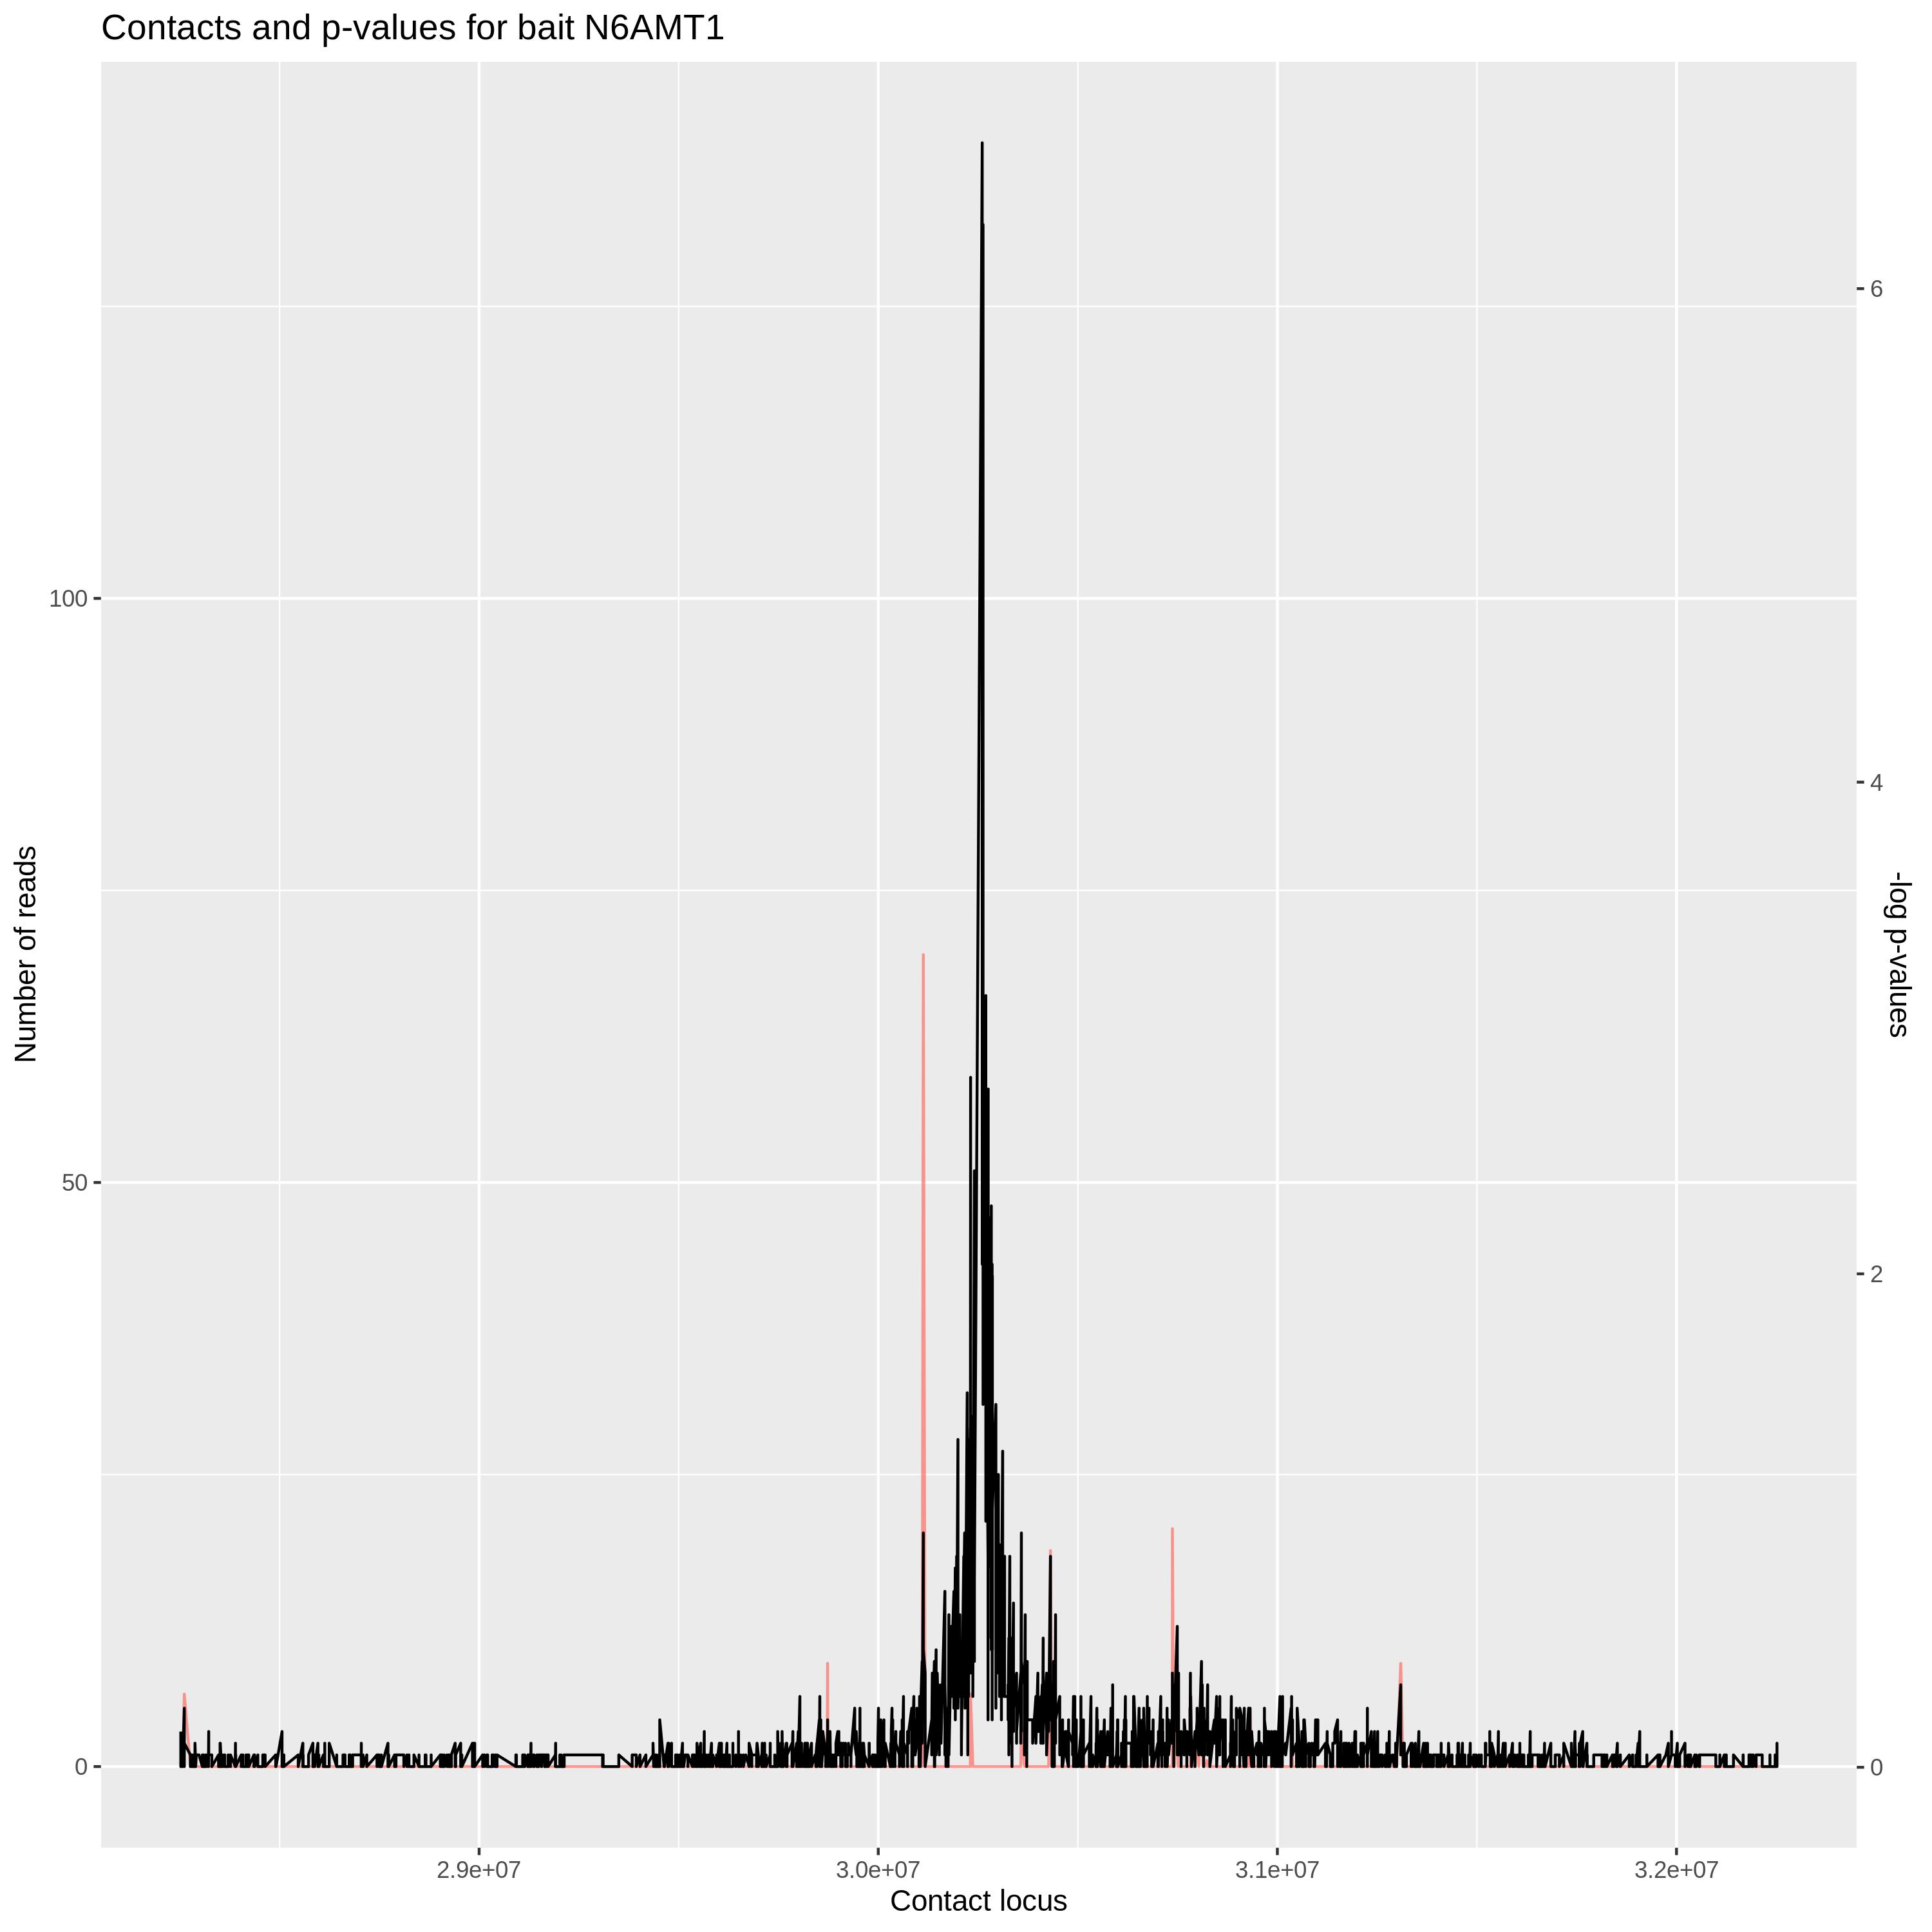 Contacts and p-values for bait N6AMT1
6
100
4
Number of reads
-log p-values
50
2
0
0
2.9e+07
3.0e+07
3.1e+07
3.2e+07
Contact locus